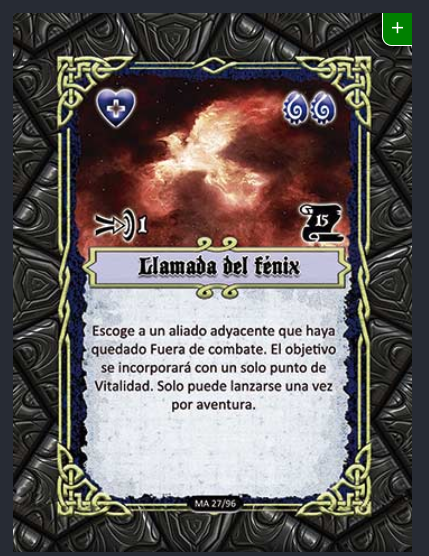 +
1
15
Llamada del fénix
Escoge a un aliado adyacente que haya
quedado Fuera de combate. El objetivo
se incorporará con un solo punto de
Vitalidad. Solo puede lanzarse una vez
por aventura.
MA 27/96